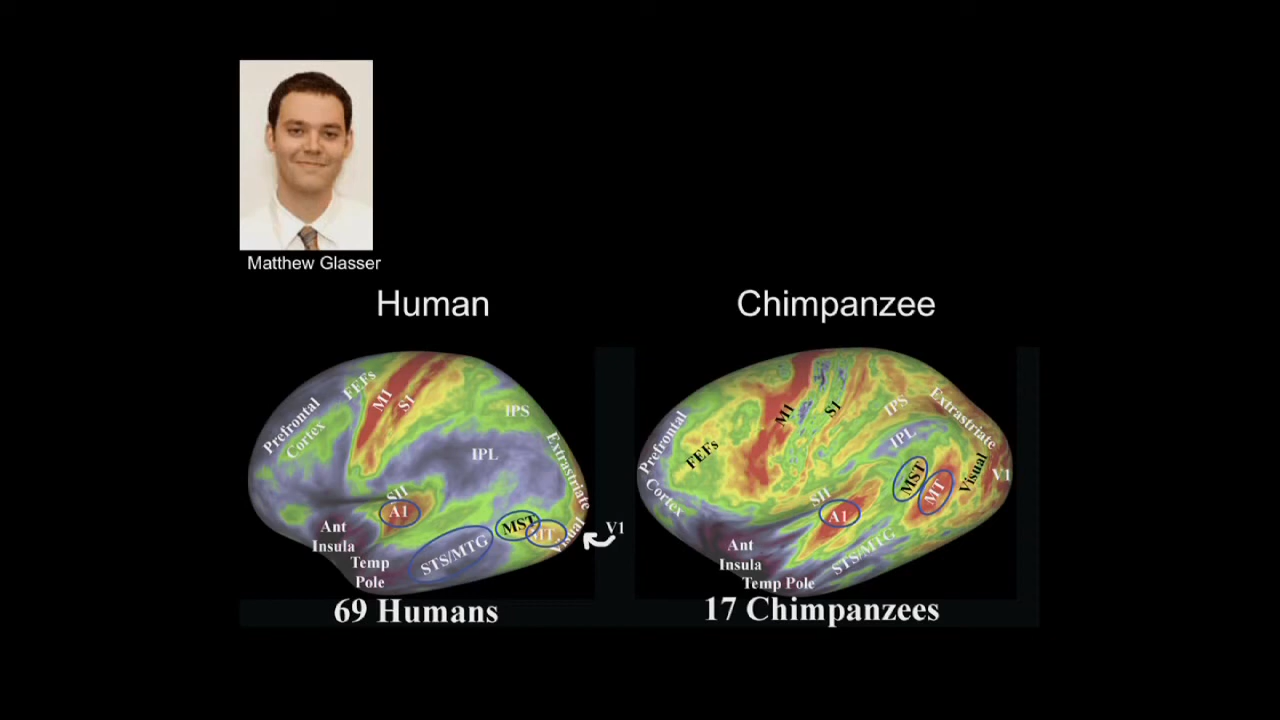 Matthew Glasser
Human
Chimpanzee
Prefrontal
Cortex
FEFs
M1
S1
IPS
IPL
Extrastriate
Visual
V1
SII
A1
MST
MT
STS/MTG
Ant
Insula
Temp
Pole
69 Humans
Prefrontal
Cortex
FEFs
M1
S1
IPS
IPL
Extrastriate
Visual
V1
MST
MT
SII
A1
STS/MTG
Ant
Insula
Temp Pole
17 Chimpanzees